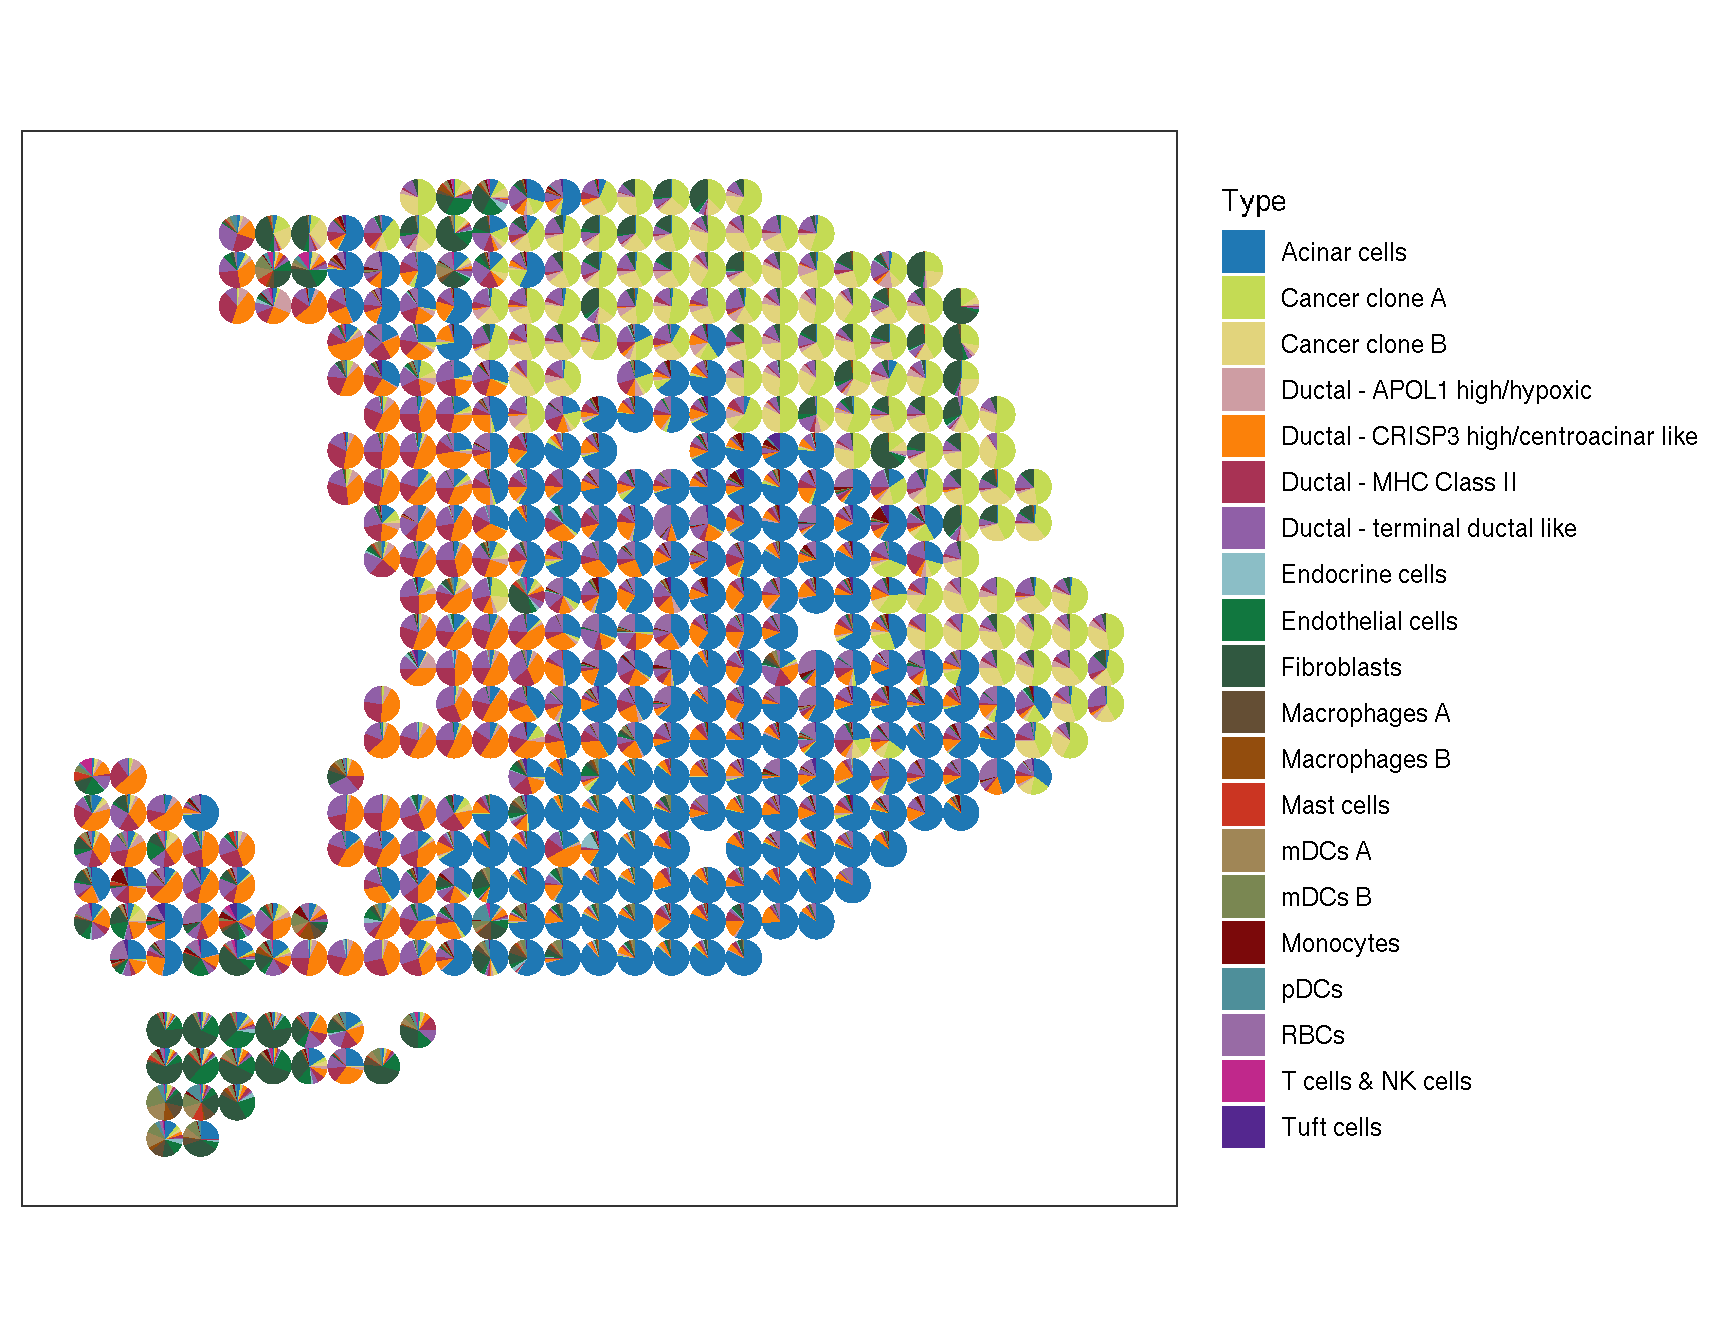 Type
Acinar cells
Cancer clone A
Cancer clone B
Ductal - APOL1 high/hypoxic
Ductal - CRISP3 high/centroacinar like
Ductal - MHC Class II
Ductal - terminal ductal like
Endocrine cells
Endothelial cells
Fibroblasts
Macrophages A
Macrophages B
Mast cells
mDCs A
mDCs B
Monocytes
pDCs
RBCs
T cells & NK cells
Tuft cells